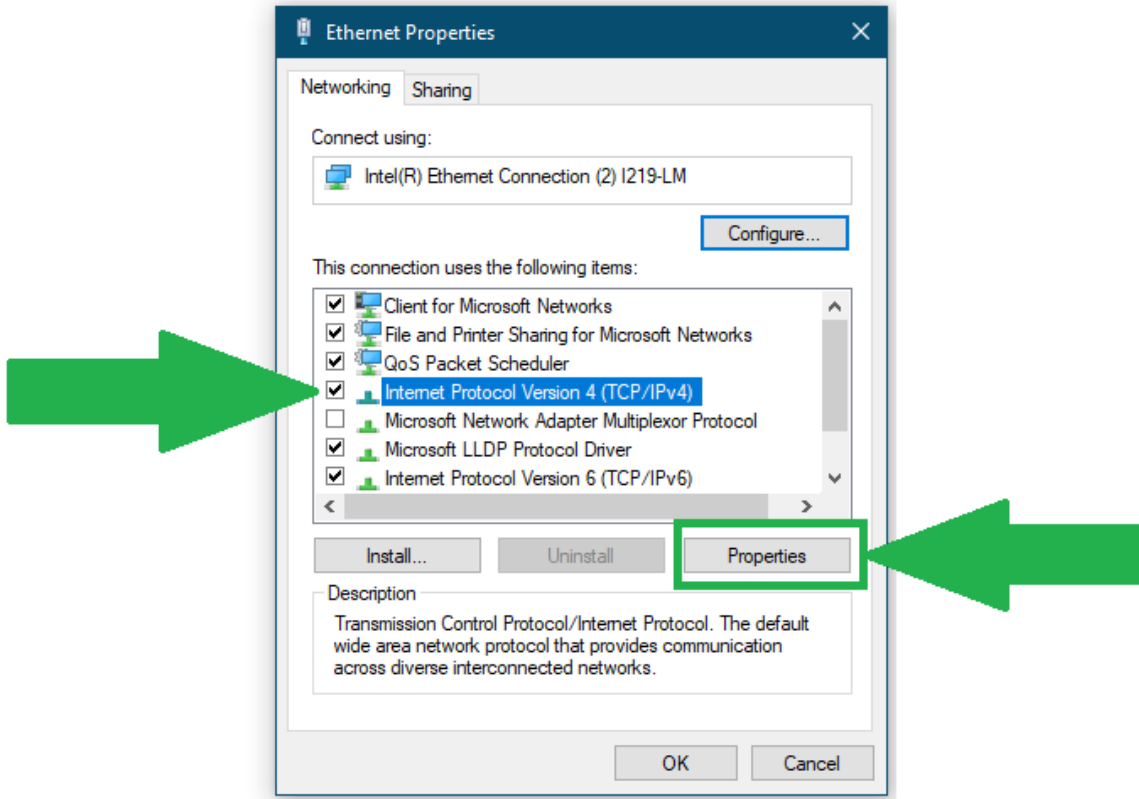 Ethernet Properties
Networking
Sharing
Connect using:
Intel(R) Ethernet Connection (2) I219-LM
Configure...
This connection uses the following items:
Client for Microsoft Networks
File and Printer Sharing for Microsoft Networks
QoS Packet Scheduler
Internet Protocol Version 4 (TCP/IPv4)
Microsoft Network Adapter Multiplexor Protocol
Microsoft LLDP Protocol Driver
Internet Protocol Version 6 (TCP/IPv6)
Install...
Uninstall
Properties
Description
Transmission Control Protocol/Internet Protocol. The default
wide area network protocol that provides communication
across diverse interconnected networks.
OK
Cancel